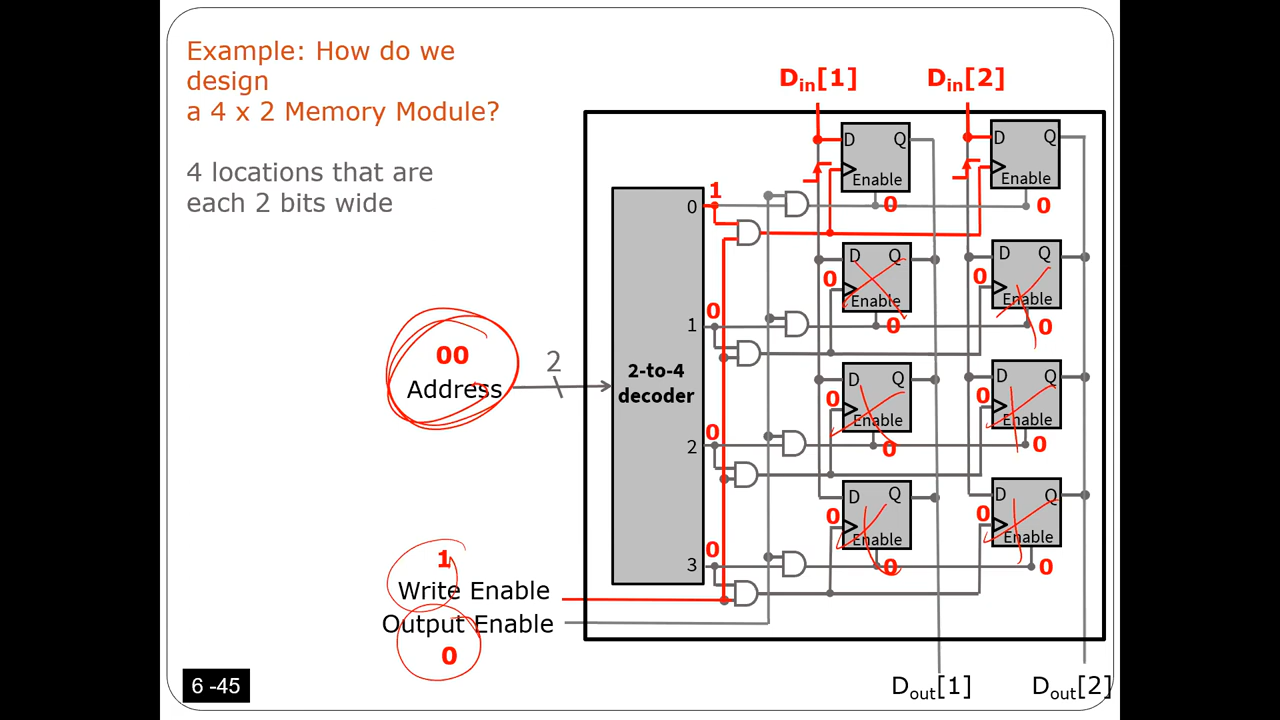 Example: How do we
design
a 4 x 2 Memory Module?
4 locations that are
each 2 bits wide
Din[1] Din[2]
D Q D Q
Enable Enable
1
0 0 0
D Q D Q
0 0
Enable Enable
0
1 0 0
00
Address
2
2-to-4
decoder
D Q D Q
0 0
Enable Enable
0
2 0 0
D Q D Q
0 0
Enable Enable
0
3 0 0
1
Write Enable
Output Enable
0
6 -45
Dout[1] Dout[2]